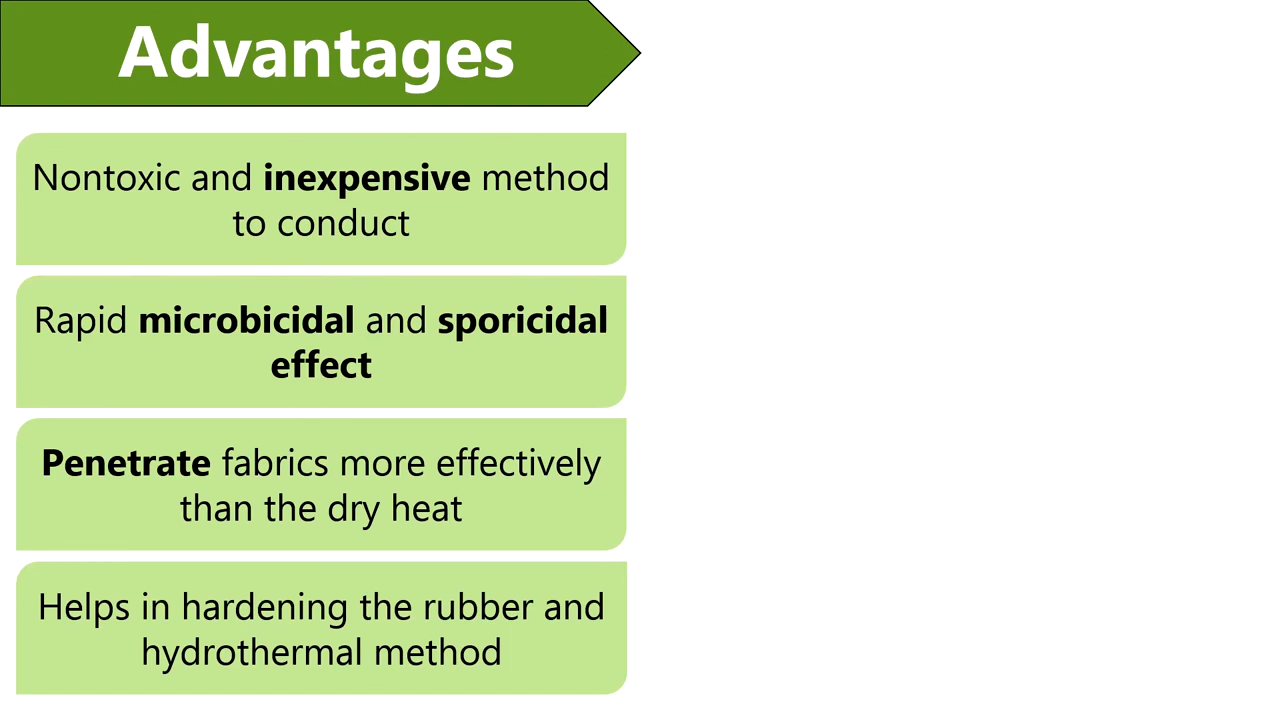 Advantages
Nontoxic and inexpensive method
to conduct
Rapid microbicidal and sporicidal
effect
Penetrate fabrics more effectively
than the dry heat
Helps in hardening the rubber and
hydrothermal method